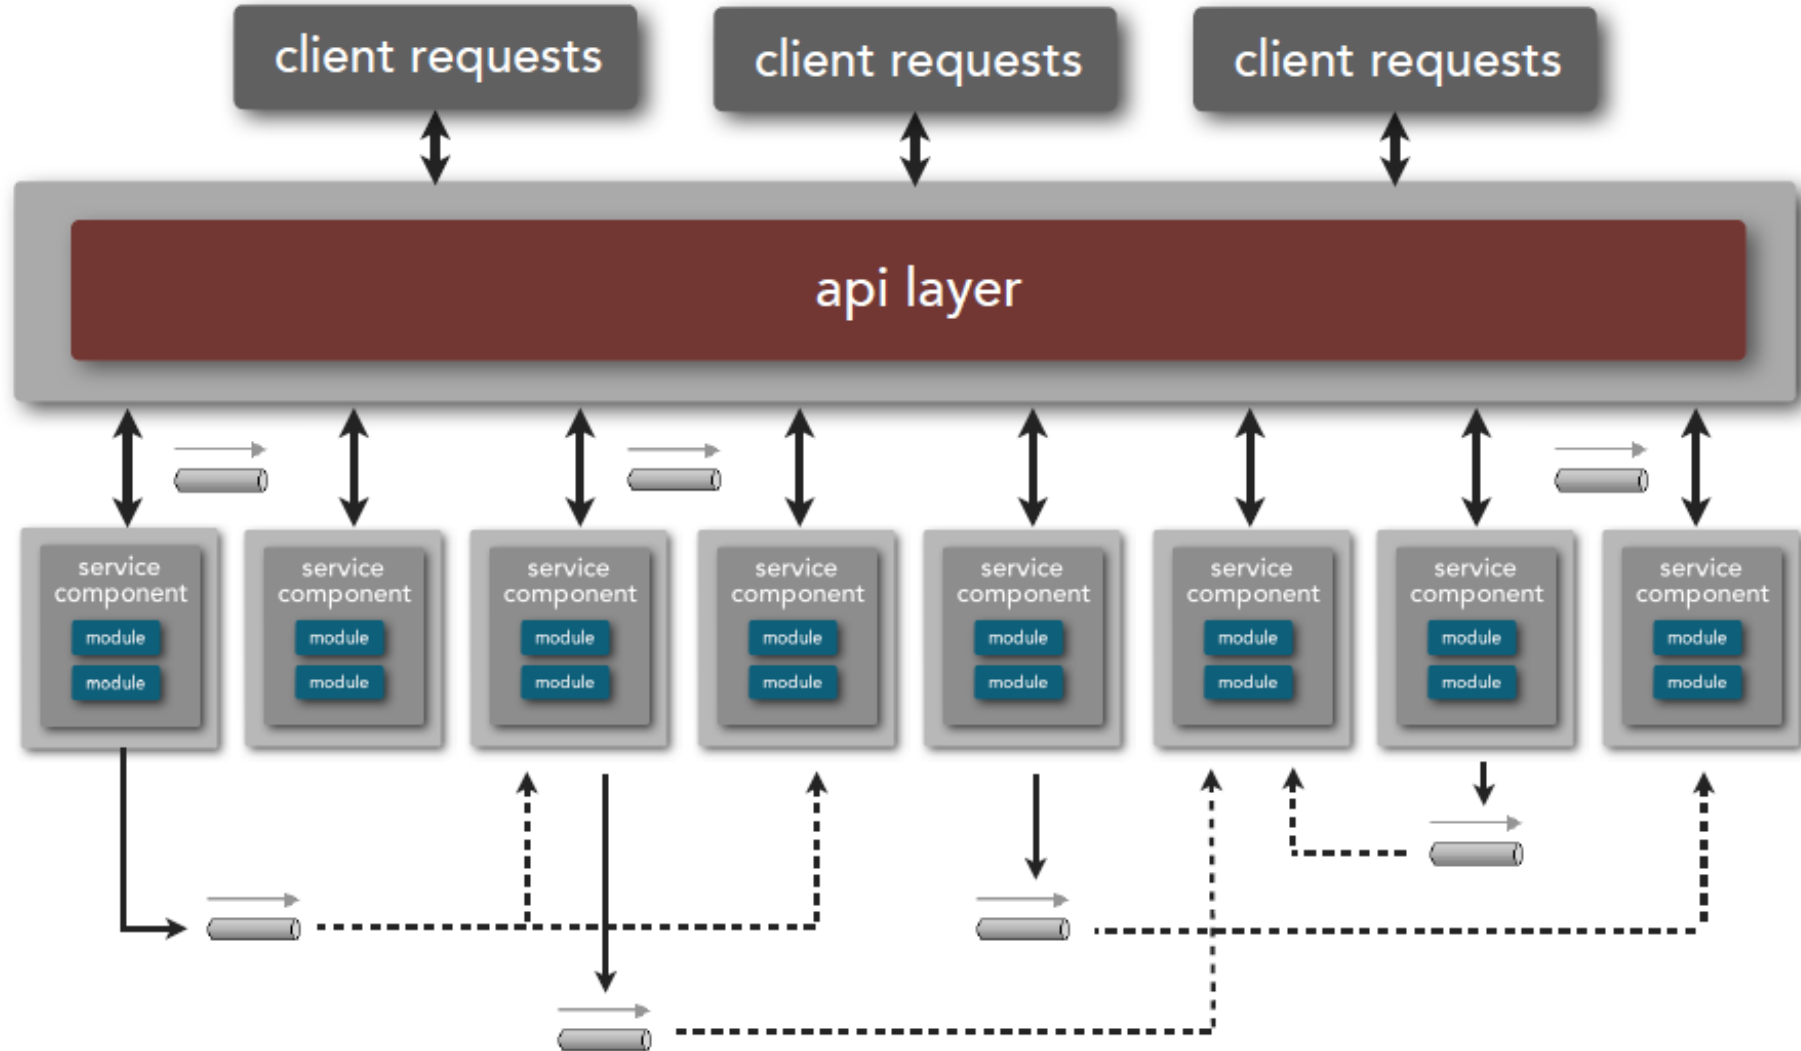 client requests
client requests
client requests
api layer
service
component
module
module
service
component
module
module
service
component
module
module
service
component
module
module
service
component
module
module
service
component
module
module
service
component
module
module
service
component
module
module